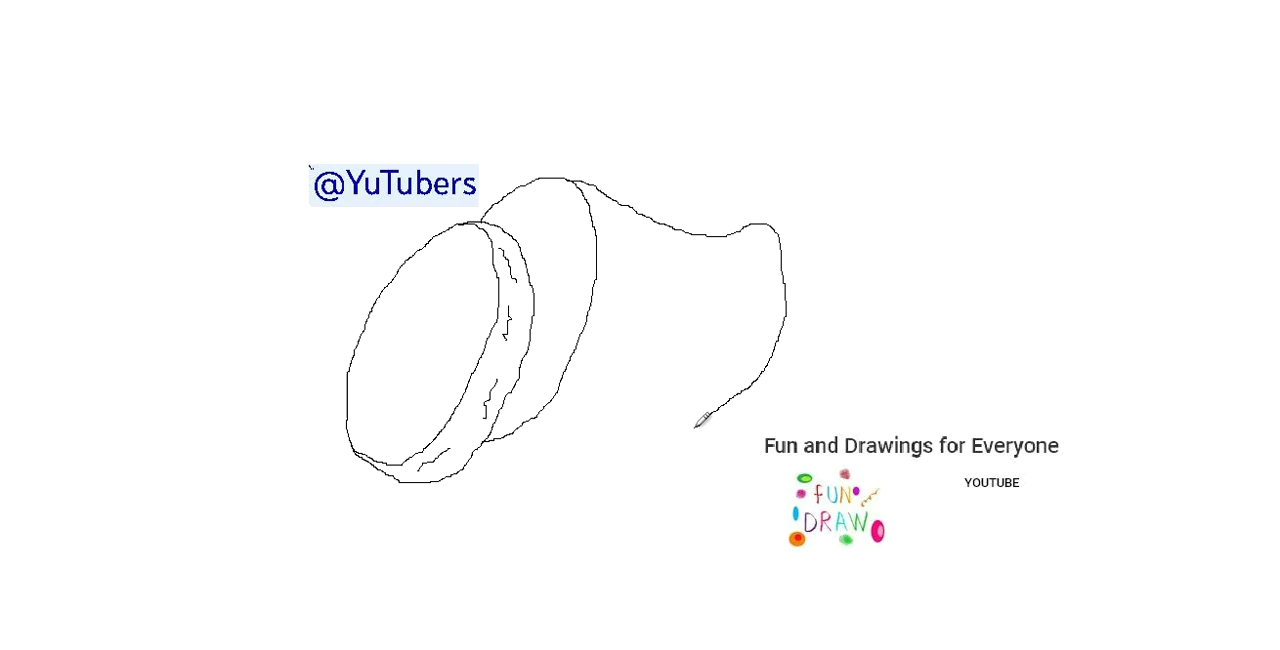 @YuTubers
Fun and Drawings for Everyone
YOUTUBE
FUN
DRAW